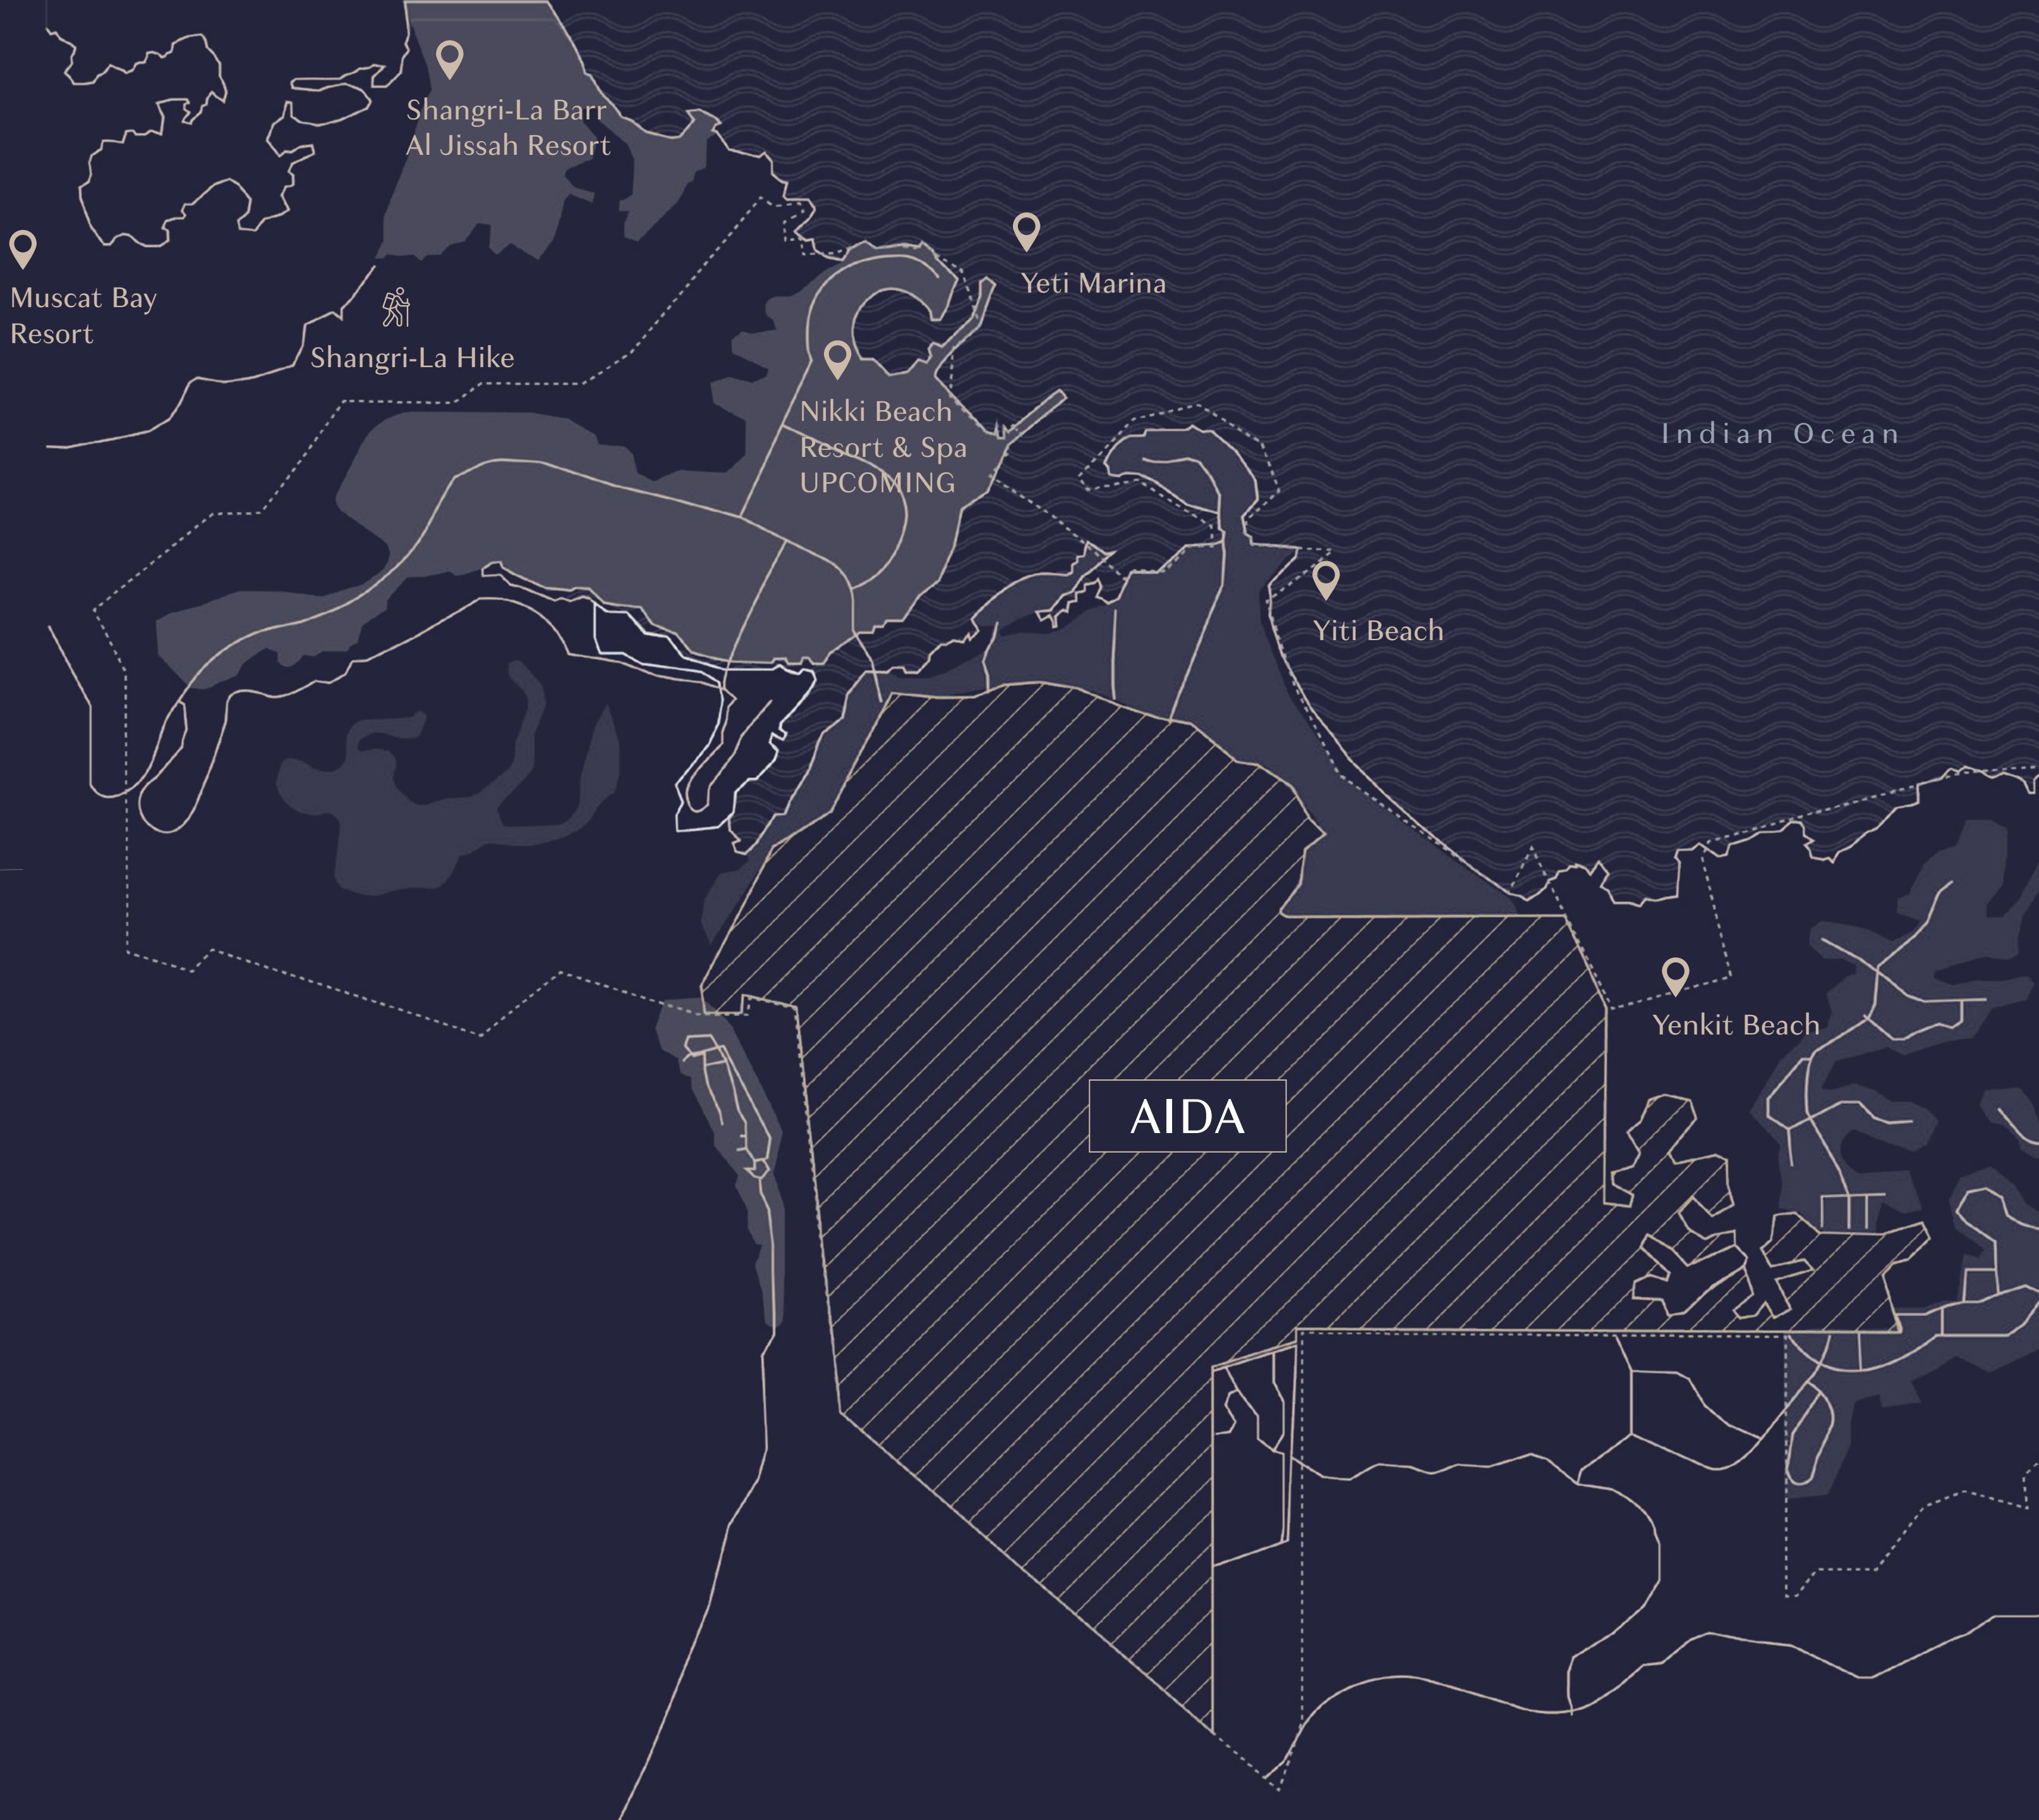 Shangri-La Barr
Al Jissah Resort
Muscat Bay
Resort
Shangri-La Hike
Yeti Marina
Nikki Beach
Resort & Spa
UPCOMING
Indian Ocean
Yiti Beach
Yenkit Beach
AIDA